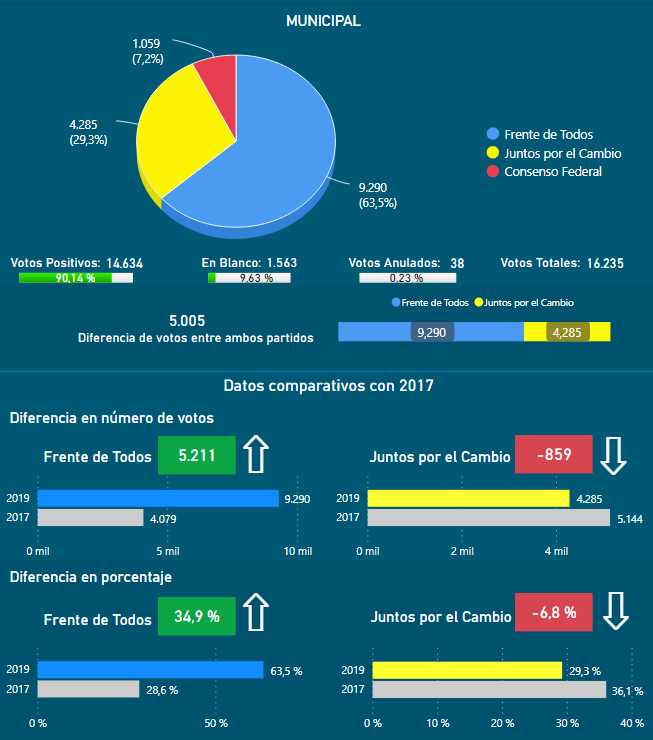 MUNICIPAL
1.059
(7,2%)
4.285
(29,3%)
9.290
(63,5%)
Frente de Todos
Juntos por el Cambio
Consenso Federal
Votos Positivos: 14.634
90,14 %
En Blanco: 1.563
9,63 %
Votos Anulados: 38
0,23 %
Votos Totales: 16.235
5.005
Diferencia de votos entre ambos partidos
Frente de Todos Juntos por el Cambio
9,290 4,285
Datos comparativos con 2017
Diferencia en número de votos
Frente de Todos 5.211
2019 9.290
2017 4.079
0 mil 5 mil 10 mil
Juntos por el Cambio -859
2019 4.285
2017 5.144
0 mil 2 mil 4 mil
Diferencia en porcentaje
Frente de Todos 34,9 %
2019 63,5 %
2017 28,6 %
0 % 50 %
Juntos por el Cambio -6,8 %
2019 29,3 %
2017 36,1 %
0 % 10 % 20 % 30 % 40 %